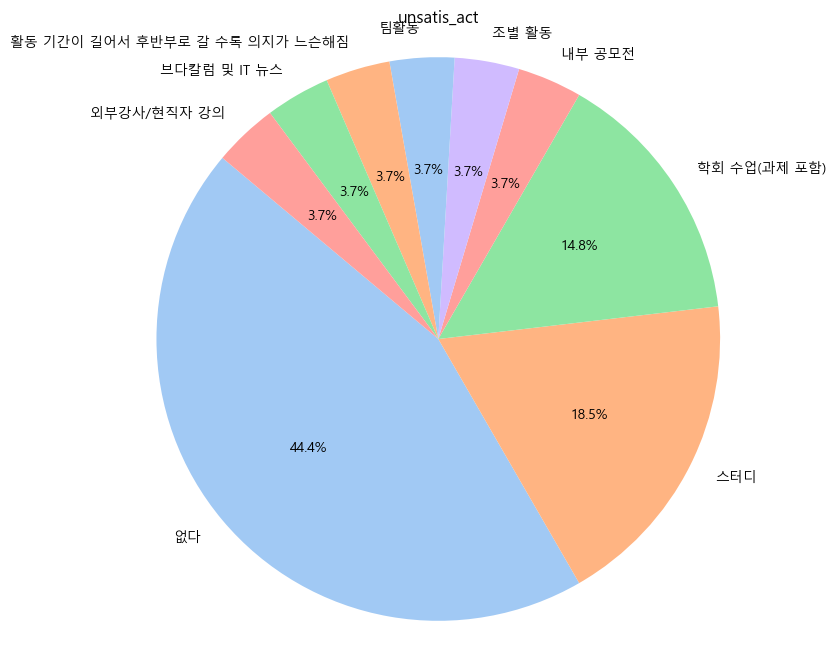 unsatis_act
팀활동
조별 활동
활동 기간이 길어서 후반부로 갈 수록 의지가 느슨해짐
내부 공모전
브다칼럼 및 IT 뉴스
외부강사/현직자 강의
학회 수업(과제 포함)
3.7%
3.7%
3.7%
3.7%
3.7%
3.7%
14.8%
18.5%
44.4%
스터디
없다